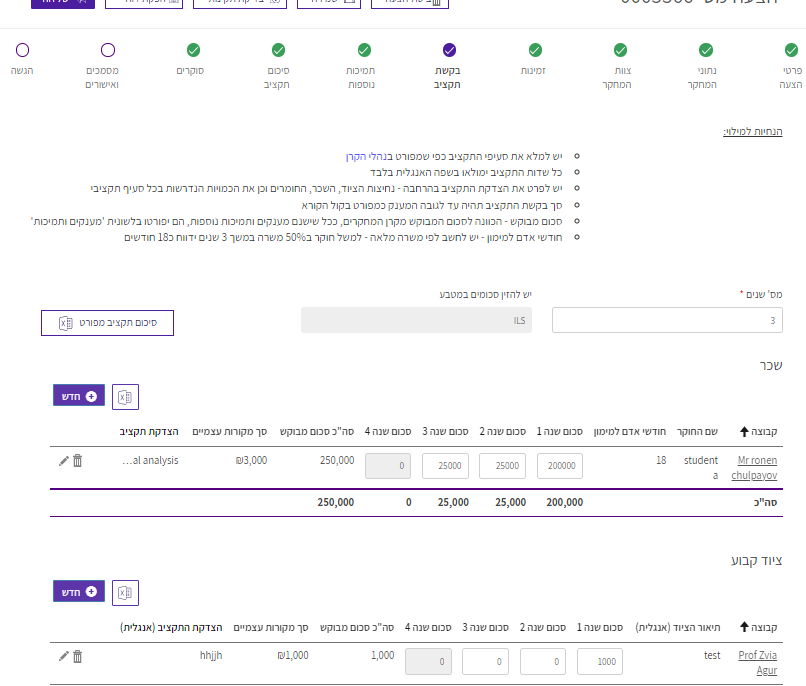 פרטי הצעה
נתוני המחקר
צוות המחקר
זמינות
בקשת תקציב
תמיכות נוספות
סיכום תקציב
סוקרים
מסמכים ואישורים
הגשה
הנחיות למילוי:
יש למלא את סעיפי התקציב כפי שמפורט בנהלי הקרן
כל שדות התקציב ימולאו בשפה האנגלית בלבד
יש לפרט את הצדקת התקציב בהרחבה - נחיצות הציוד, השכר, החומרים וכן את הכמויות הנדרשות בכל סעיף תקציבי
סך בקשת התקציב תהיה עד לגובה המענק כמפורט בקול הקורא
סכום מבוקש - הכוונה לסכום המבוקש מקרן המחקרים, ככל שישנם מענקים ותמיכות נוספות, הם יפורטו בלשונית 'מענקים ותמיכות'
חודשי אדם למימון - יש לחשב לפי משרה מלאה - למשל חוקר ב50% משרה במשך 3 שנים ידווח כ18 חודשים
מס' שנים *
יש להזין סכומים במטבע
3
ILS
סיכום תקציב מפורט
שכר
חדש
קבוצה שם החוקר חודשי אדם למימון סכום שנה 1 סכום שנה 2 סכום שנה 3 סכום שנה 4 סה"כ סכום מבוקש סך מקורות עצמיים הצדקת תקציב
Mr ronen chulpayov student a 18 200000 25000 25000 0 250,000 ₪3,000 ...al analysis
סה"כ 200,000 25,000 25,000 0 250,000
ציוד קבוע
חדש
קבוצה תיאור הציוד (אנגלית) סכום שנה 1 סכום שנה 2 סכום שנה 3 סכום שנה 4 סה"כ סכום מבוקש סך מקורות עצמיים הצדקת התקציב (אנגלית)
Prof Zvia Agur test 1000 0 0 0 1,000 ₪1,000 hhjjh